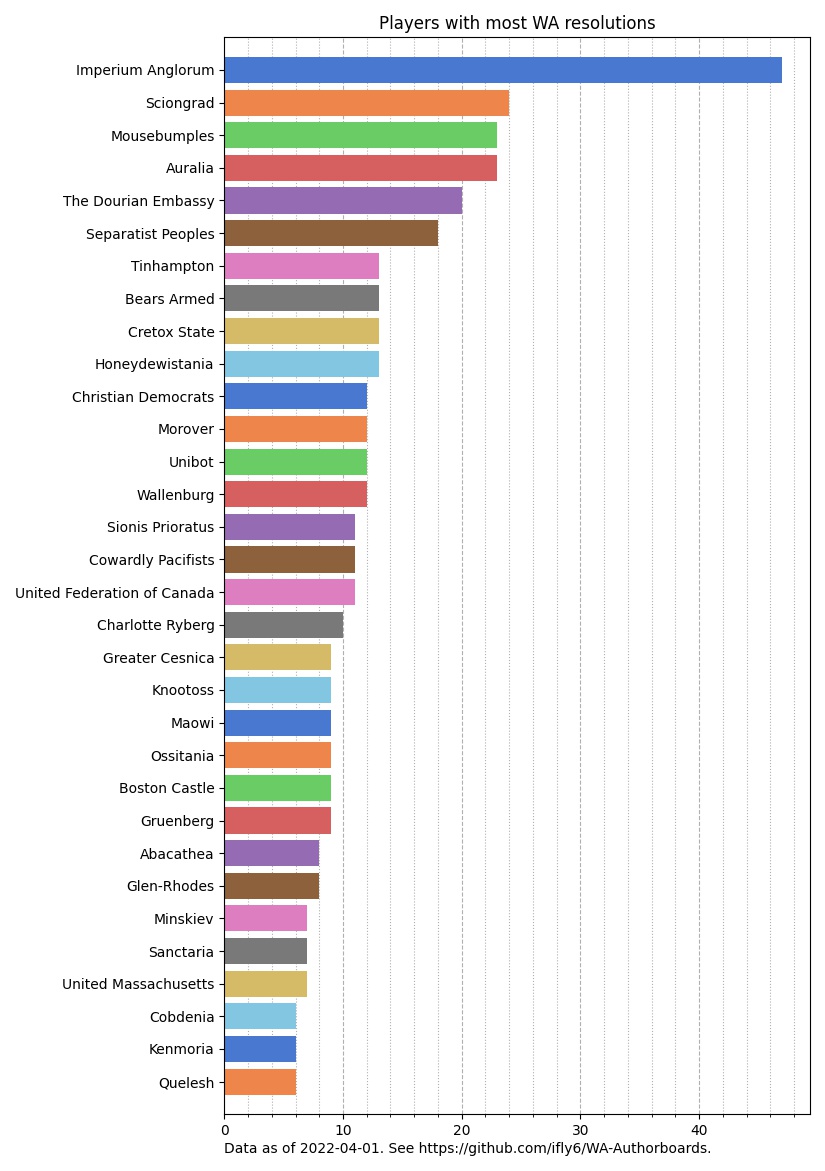 Players with most WA resolutions
Imperium Anglorum
Sciongrad
Mousebumples
Auralia
The Dourian Embassy
Separatist Peoples
Tinhampton
Bears Armed
Cretox State
Honeydewistania
Christian Democrats
Morover
Unibot
Wallenburg
Sionis Prioratus
Cowardly Pacifists
United Federation of Canada
Charlotte Ryberg
Greater Cesnica
Knootoss
Maowi
Ossitania
Boston Castle
Gruenberg
Abacathea
Glen-Rhodes
Minskiev
Sanctaria
United Massachusetts
Cobdenia
Kenmoria
Quelesh
0 10 20 30 40
Data as of 2022-04-01. See https://github.com/ifly6/WA-Authorboards.